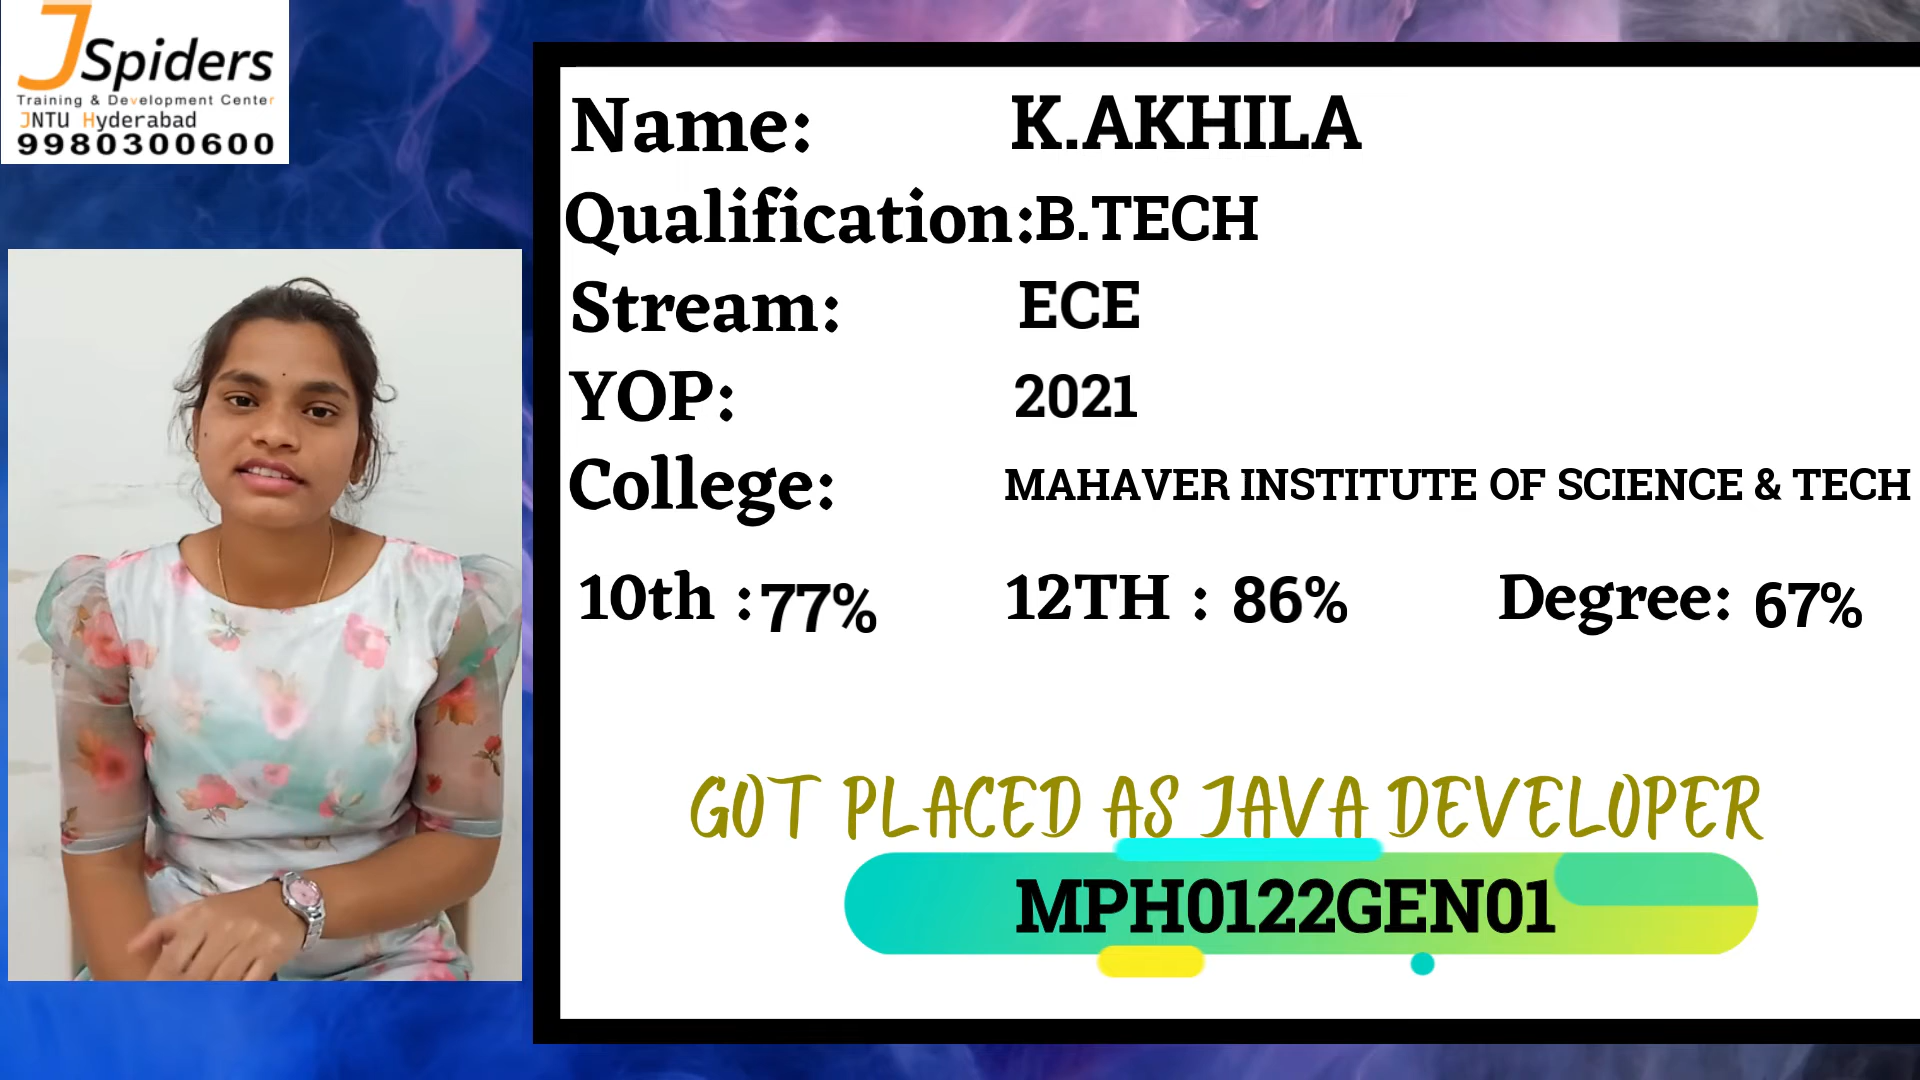 JSpiders
Training & Development Center
JNTU Hyderabad
9980300600
Name: K.AKHILA
Qualification: B.TECH
Stream: ECE
YOP: 2021
College: MAHAVER INSTITUTE OF SCIENCE & TECH
10th : 77% 12TH : 86% Degree: 67%
GOT PLACED AS JAVA DEVELOPER
MPH0122GEN01